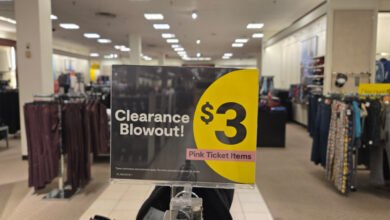 Clearance
Blowout!
$3
Pink Ticket Items